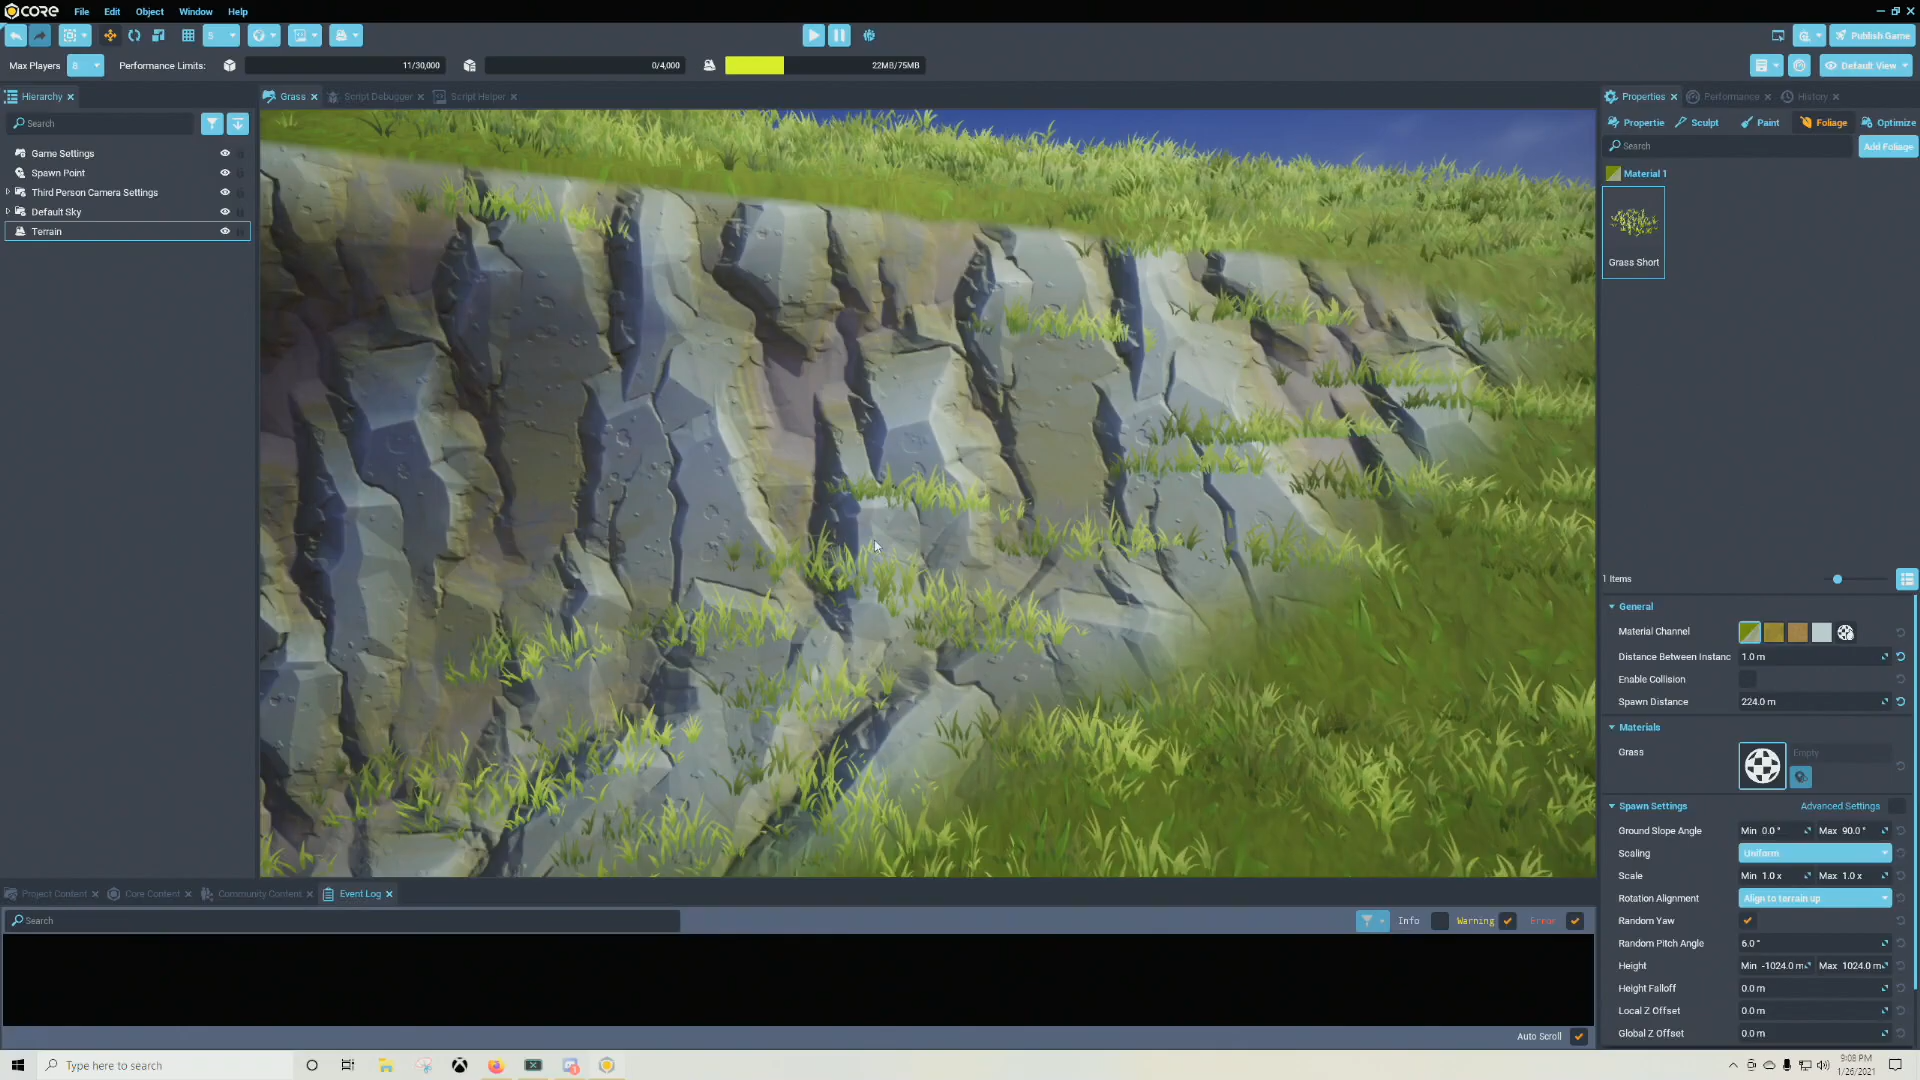 CORE File Edit Object Window Help
5 Publish Game
Max Players 8 Performance Limits: 11/30,000 0/4,000 22MB/75MB Default View
Hierarchy Grass Script Debugger Script Helper Properties Performance History
Search Propertie Sculpt Paint Foliage Optimize
Search Add Foliage
Game Settings
Spawn Point
Third Person Camera Settings
Default Sky
Terrain
Material 1
Grass Short
1 Items
General
Material Channel
Distance Between Instanc 1.0 m
Enable Collision
Spawn Distance 224.0 m
Materials
Grass Empty
Spawn Settings Advanced Settings
Ground Slope Angle Min 0.0 ° Max 90.0 °
Scaling Uniform
Scale Min 1.0 x Max 1.0 x
Rotation Alignment Align to terrain up
Random Yaw
Random Pitch Angle 6.0 °
Height Min -1024.0 m Max 1024.0 m
Height Falloff 0.0 m
Local Z Offset 0.0 m
Global Z Offset 0.0 m
Project Content Core Content Community Content Event Log
Search Info Warning Error
Auto Scroll
Type here to search 9:08 PM
1/26/2021